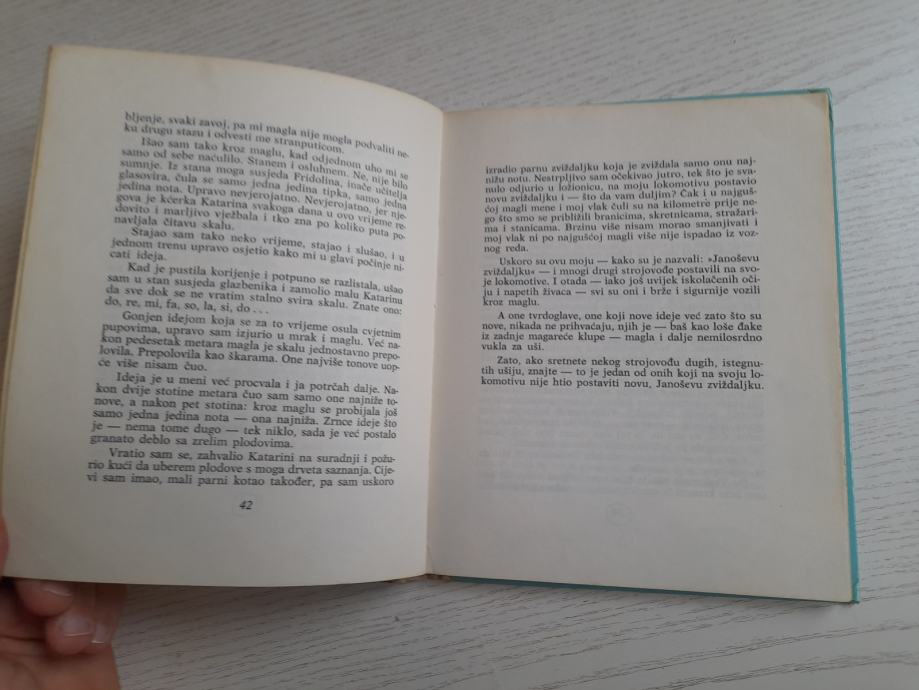 bljenje, svaki zavoj, pa mi magla nije mogla podvaliti ne-
ku drugu stazu i odvesti me stranputicom.
Išao sam tako kroz maglu, kad odjednom uho mi se
samo od sebe naćulilo. Stanem i osluhnem. Ne, nije bilo
sumnje. Iz stana moga susjeda Fridolina, inače učitelja
glasovira, čula se samo jedna jedina tipka, samo jedna
jedina nota. Upravo nevjerojatno. Nevjerojatno, jer nje-
gova je kćerka Katarina svakoga dana u ovo vrijeme re-
dovito i marljivo vježbala i tko zna po koliko puta po-
navljala čitavu skalu.
Stajao sam tako neko vrijeme, stajao i slušao, i u
jednom trenu upravo osjetio kako mi u glavi počinje ni-
cati ideja.
Kad je pustila korijenje i potpuno se razlistala, ušao
sam u stan susjeda glazbenika i zamolio malu Katarinu
da sve dok se ne vratim stalno svira skalu. Znate ono:
do, re, mi, fa, so, la, si, do . . .
Gonjen idejom koja se za to vrijeme osula cvjetnim
pupovima, upravo sam izjurio u mrak i maglu. Već na-
kon pedesetak metara magla je skalu jednostavno prepo-
lovila. Prepolovila kao škarama. One najviše tonove uop-
će više nisam čuo.
Ideja je u meni već procvala i ja potrčah dalje. Na-
kon dvije stotine metara čuo sam samo one najniže to-
nove, a nakon pet stotina: kroz maglu se probijala još
samo jedna jedina nota — ona najniža. Zrnce ideje što
je — nema tome dugo — tek niklo, sada je već postalo
granato deblo sa zrelim plodovima.
Vratio sam se, zahvalio Katarini na suradnji i požu-
rio kući da uberem plodove s moga drveta saznanja. Cije-
vi sam imao, mali parni kotao također, pa sam uskoro
42
izradio parnu zviždaljku koja je zviždala samo onu naj-
nižu notu. Nestrpljivo sam očekivao jutro, tek što je sva-
nulo odjurio u ložionicu, na moju lokomotivu postavio
novu zviždaljku i — što da vam duljim? Čak i u najguš-
ćoj magli mene i moj vlak čuli su na kilometre prije ne-
go što smo se približili branicima, skretnicama, stražari-
ma i stanicama. Brzinu više nisam morao smanjivati i
moj vlak ni po najgušćoj magli više nije ispadao iz voz-
nog reda.
Uskoro su ovu moju — kako su je nazvali: »Janoševu
zviždaljku« — i mnogi drugi strojovođe postavili na svo-
je lokomotive. I otada — iako još uvijek iskolačenih oči-
ju i napetih živaca — svi su oni i brže i sigurnije vozili
kroz maglu.
A one tvrdoglave, one koji nove ideje već zato što su
nove, nikada ne prihvaćaju, njih je — baš kao loše đake
iz zadnje magareće klupe — magla i dalje nemilosrdno
vukla za uši.
Zato, ako sretnete nekog strojovođu dugih, istegnu-
tih ušiju, znajte — to je jedan od onih koji na svoju lo-
komotivu nije htio postaviti novu, Janoševu zviždaljku.